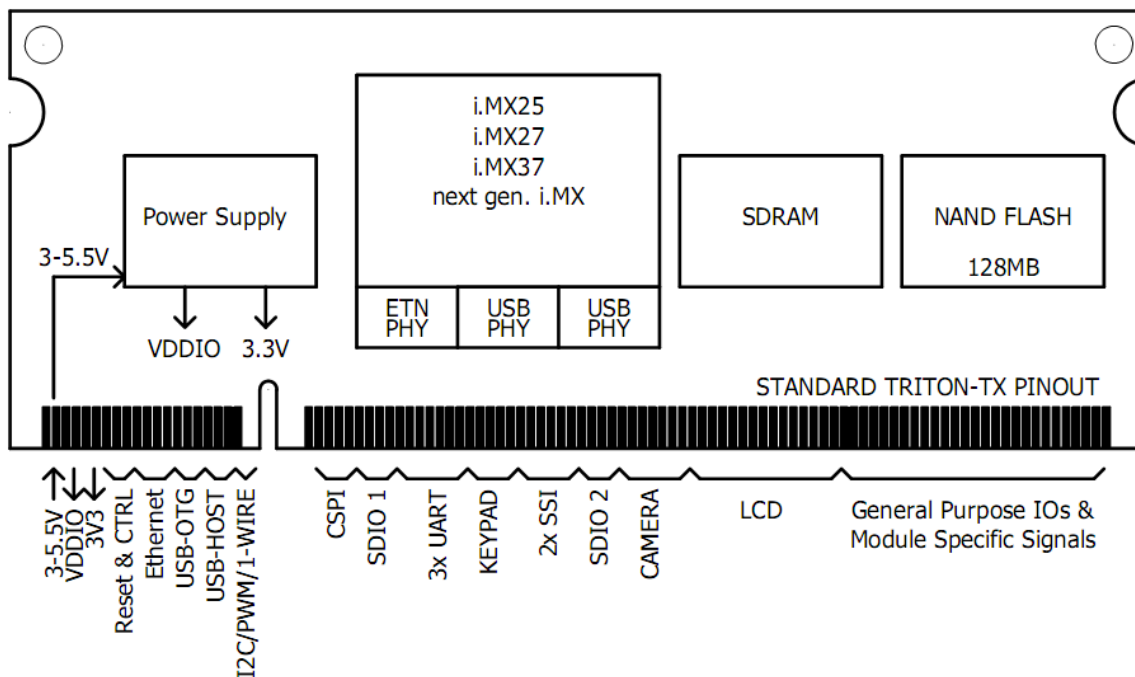 i.MX25
i.MX27
i.MX37
next gen. i.MX
Power Supply
SDRAM
NAND FLASH
128MB
3-5.5V
ETN
PHY
USB
PHY
USB
PHY
VDDIO
3.3V
STANDARD TRITON-TX PINOUT
3-5.5V
VDDIO
3V3
Reset & CTRL
Ethernet
USB-OTG
USB-HOST
I2C/PWM/1-WIRE
CSPI
SDIO 1
3x UART
KEYPAD
2x SSI
SDIO 2
CAMERA
LCD
General Purpose IOs &
Module Specific Signals